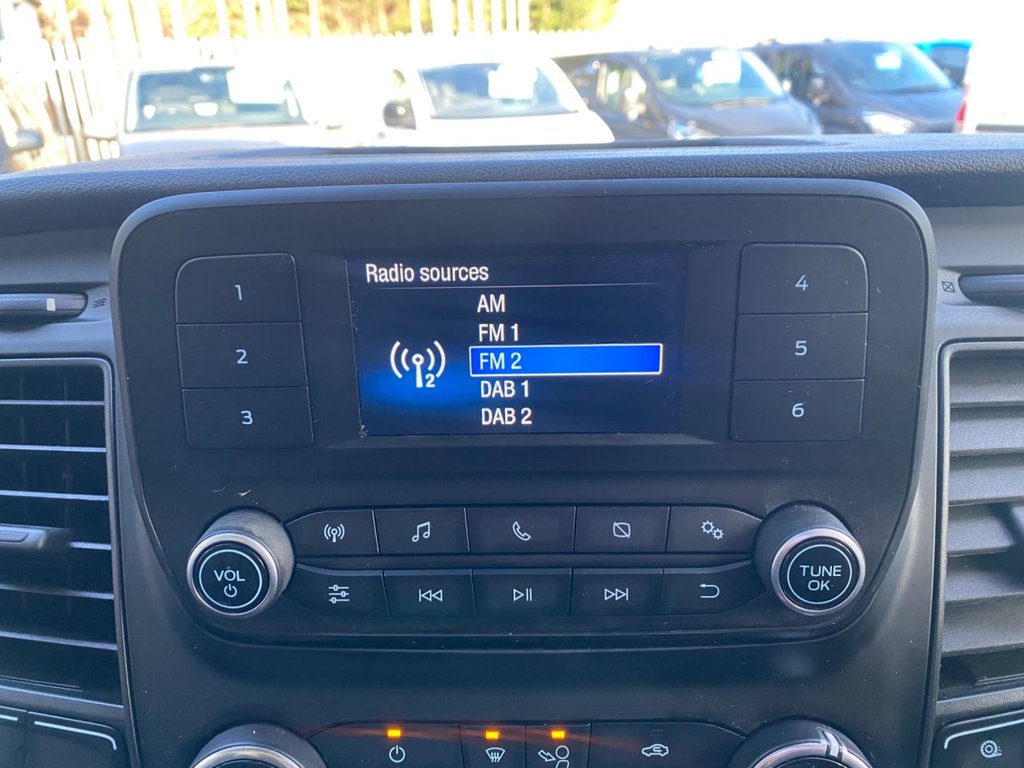 Radio sources
AM
FM 1
FM 2
DAB 1
DAB 2
2
1
2
3
4
5
6
VOL
TUNE
OK